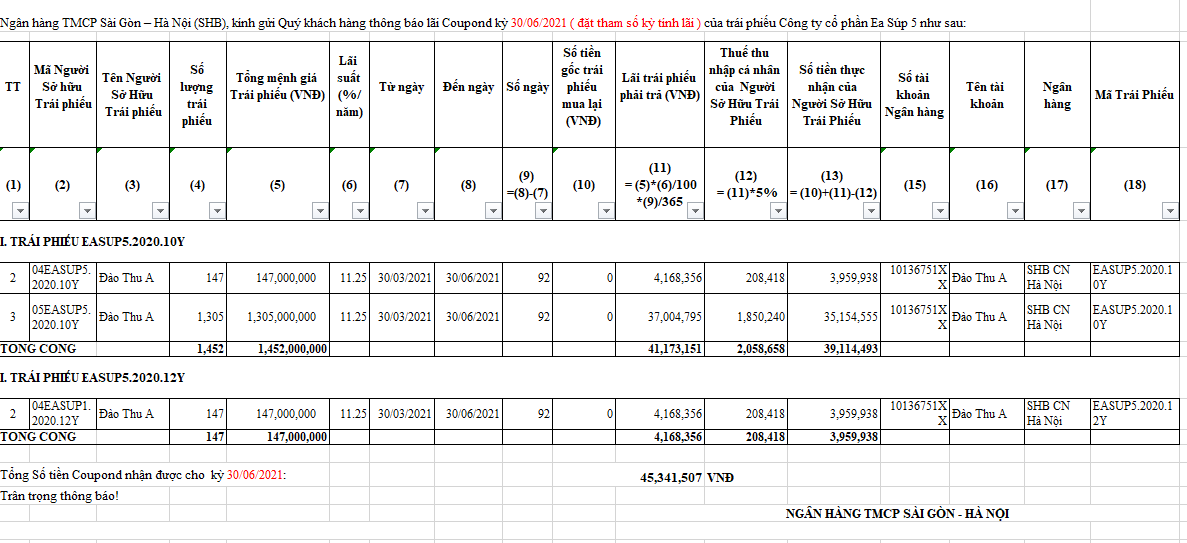 Ngân hàng TMCP Sài Gòn – Hà Nội (SHB), kính gửi Quý khách hàng thông báo lãi Coupond kỳ 30/06/2021 ( đặt tham số kỳ tính lãi ) của trái phiếu Công ty cổ phần Ea Súp 5 như sau:
TT Mã Người Sở hữu Trái phiếu Tên Người Sở Hữu Trái phiếu Số lượng trái phiếu Tổng mệnh giá Trái phiếu (VNĐ) Lãi suất (%/năm) Từ ngày Đến ngày Số ngày Số tiền gốc trái phiếu mua lại (VNĐ) Lãi trái phiếu phải trả (VNĐ) Thuế thu nhập cá nhân của Người Sở Hữu Trái Phiếu Số tiền thực nhận của Người Sở Hữu Trái Phiếu Số tài khoản Ngân hàng Tên tài khoản Ngân hàng Mã Trái Phiếu
(1) (2) (3) (4) (5) (6) (7) (8) (9) =(8)-(7) (10) (11) = (5)*(6)/100 *(9)/365 (12) = (11)*5% (13) = (10)+(11)-(12) (15) (16) (17) (18)
I. TRÁI PHIẾU EASUP5.2020.10Y
2 04EASUP5.2020.10Y Đào Thu A 147 147,000,000 11.25 30/03/2021 30/06/2021 92 0 4,168,356 208,418 3,959,938 10136751XX Đào Thu A SHB CN Hà Nội EASUP5.2020.10Y
3 05EASUP5.2020.10Y Đào Thu A 1,305 1,305,000,000 11.25 30/03/2021 30/06/2021 92 0 37,004,795 1,850,240 35,154,555 10136751XX Đào Thu A SHB CN Hà Nội EASUP5.2020.10Y
TONG CONG 1,452 1,452,000,000 41,173,151 2,058,658 39,114,493
I. TRÁI PHIẾU EASUP5.2020.12Y
2 04EASUP1.2020.12Y Đào Thu A 147 147,000,000 11.25 30/03/2021 30/06/2021 92 0 4,168,356 208,418 3,959,938 10136751XX Đào Thu A SHB CN Hà Nội EASUP5.2020.12Y
TONG CONG 147 147,000,000 4,168,356 208,418 3,959,938
Tổng Số tiền Coupond nhận được cho kỳ 30/06/2021: 45,341,507 VNĐ
Trân trọng thông báo!
NGÂN HÀNG TMCP SÀI GÒN - HÀ NỘI